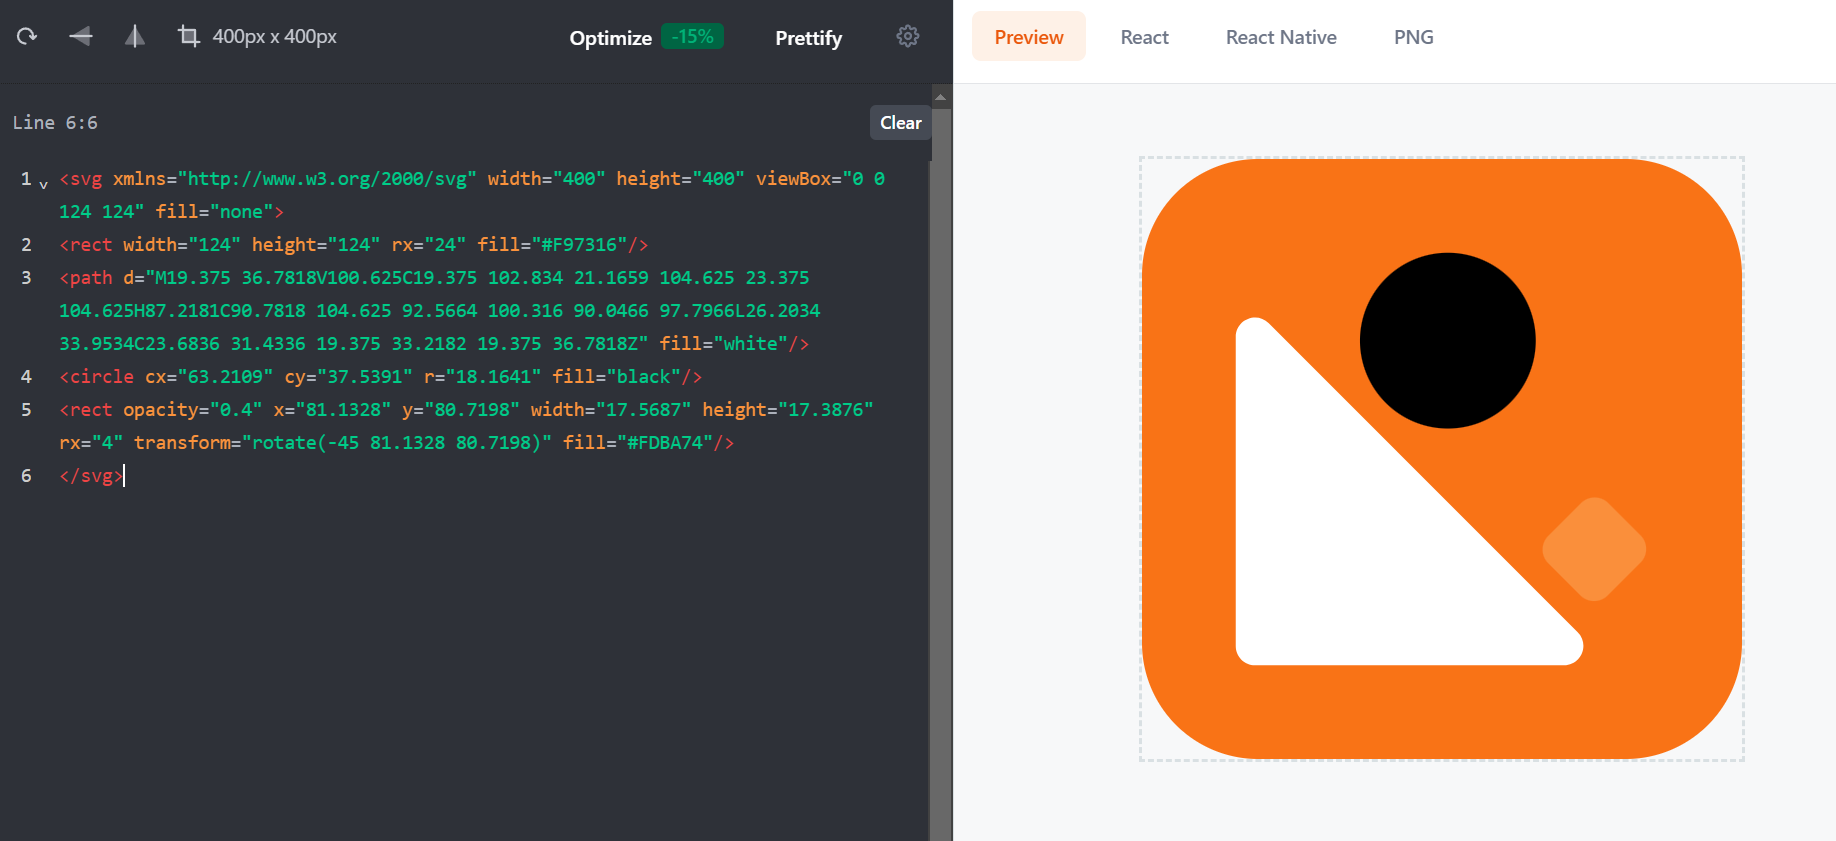 400px x 400px Optimize -15% Prettify Preview React React Native PNG
Line 6:6 Clear
1 <svg xmlns="http://www.w3.org/2000/svg" width="400" height="400" viewBox="0 0
124 124" fill="none">
2 <rect width="124" height="124" rx="24" fill="#F97316"/>
3 <path d="M19.375 36.7818V100.625C19.375 102.834 21.1659 104.625 23.375
104.625H87.2181C90.7818 104.625 92.5664 100.316 90.0466 97.7966L26.2034
33.9534C23.6836 31.4336 19.375 33.2182 19.375 36.7818Z" fill="white"/>
4 <circle cx="63.2109" cy="37.5391" r="18.1641" fill="black"/>
5 <rect opacity="0.4" x="81.1328" y="80.7198" width="17.5687" height="17.3876"
rx="4" transform="rotate(-45 81.1328 80.7198)" fill="#FDBA74"/>
6 </svg>